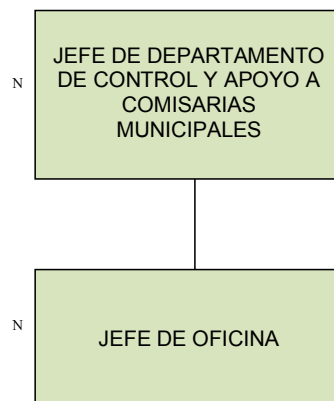 JEFE DE DEPARTAMENTO
N
DE CONTROL Y APOYO A
COMISARIAS
MUNICIPALES
N
JEFE DE OFICINA